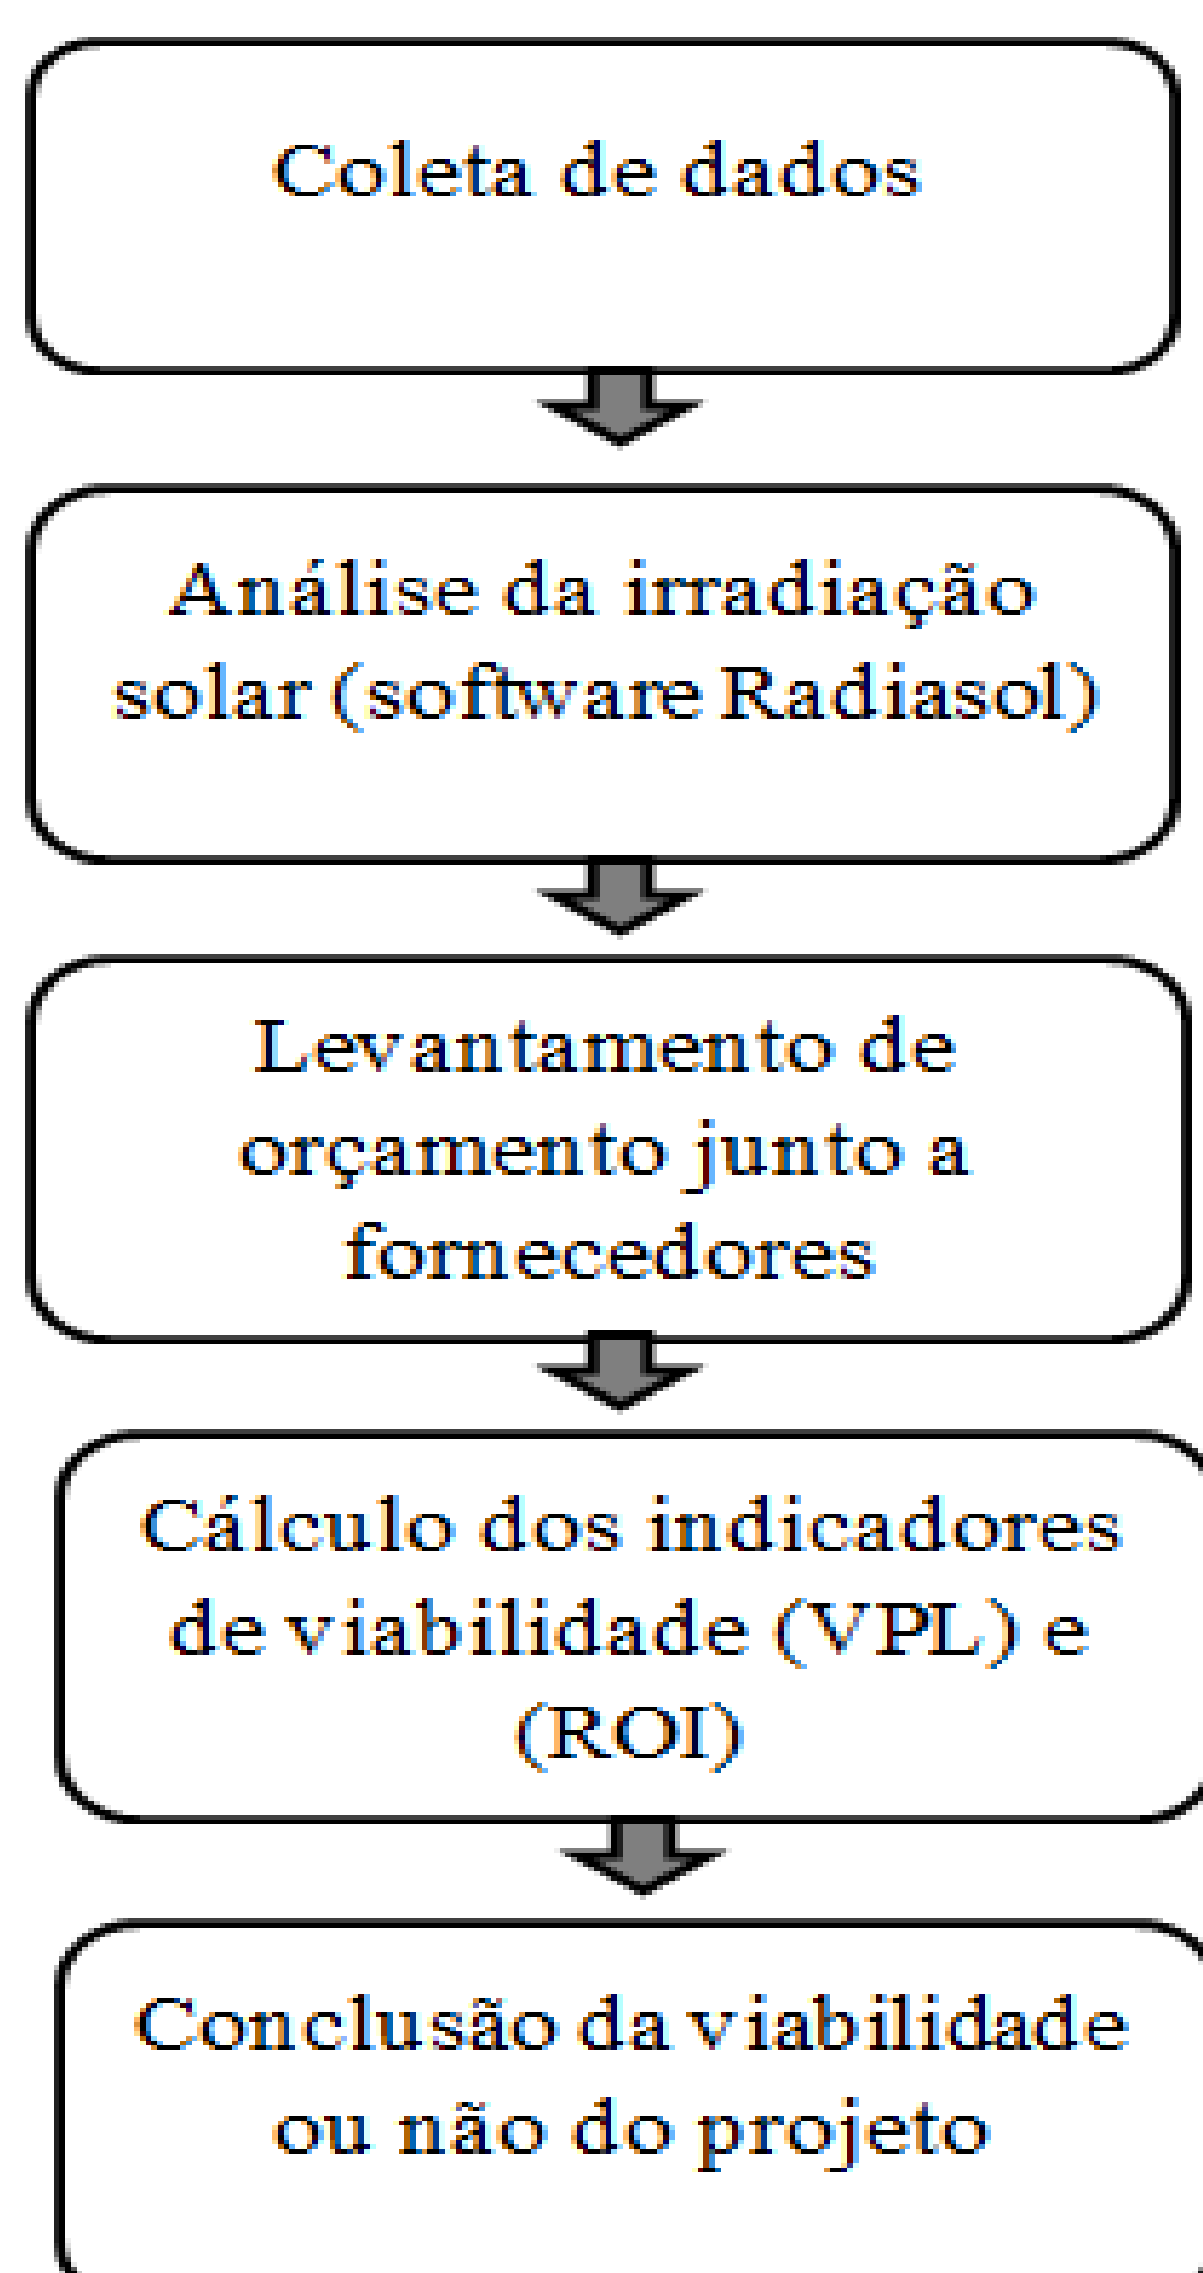 Coleta de dados
Análise da irradiação
solar (software Radiasol)
Levantamento de
orçamento junto a
fornecedores
Cálculo dos indicadores
de viabilidade (VPL) e
(ROI)
Conclusão da viabilidade
ou não do projeto